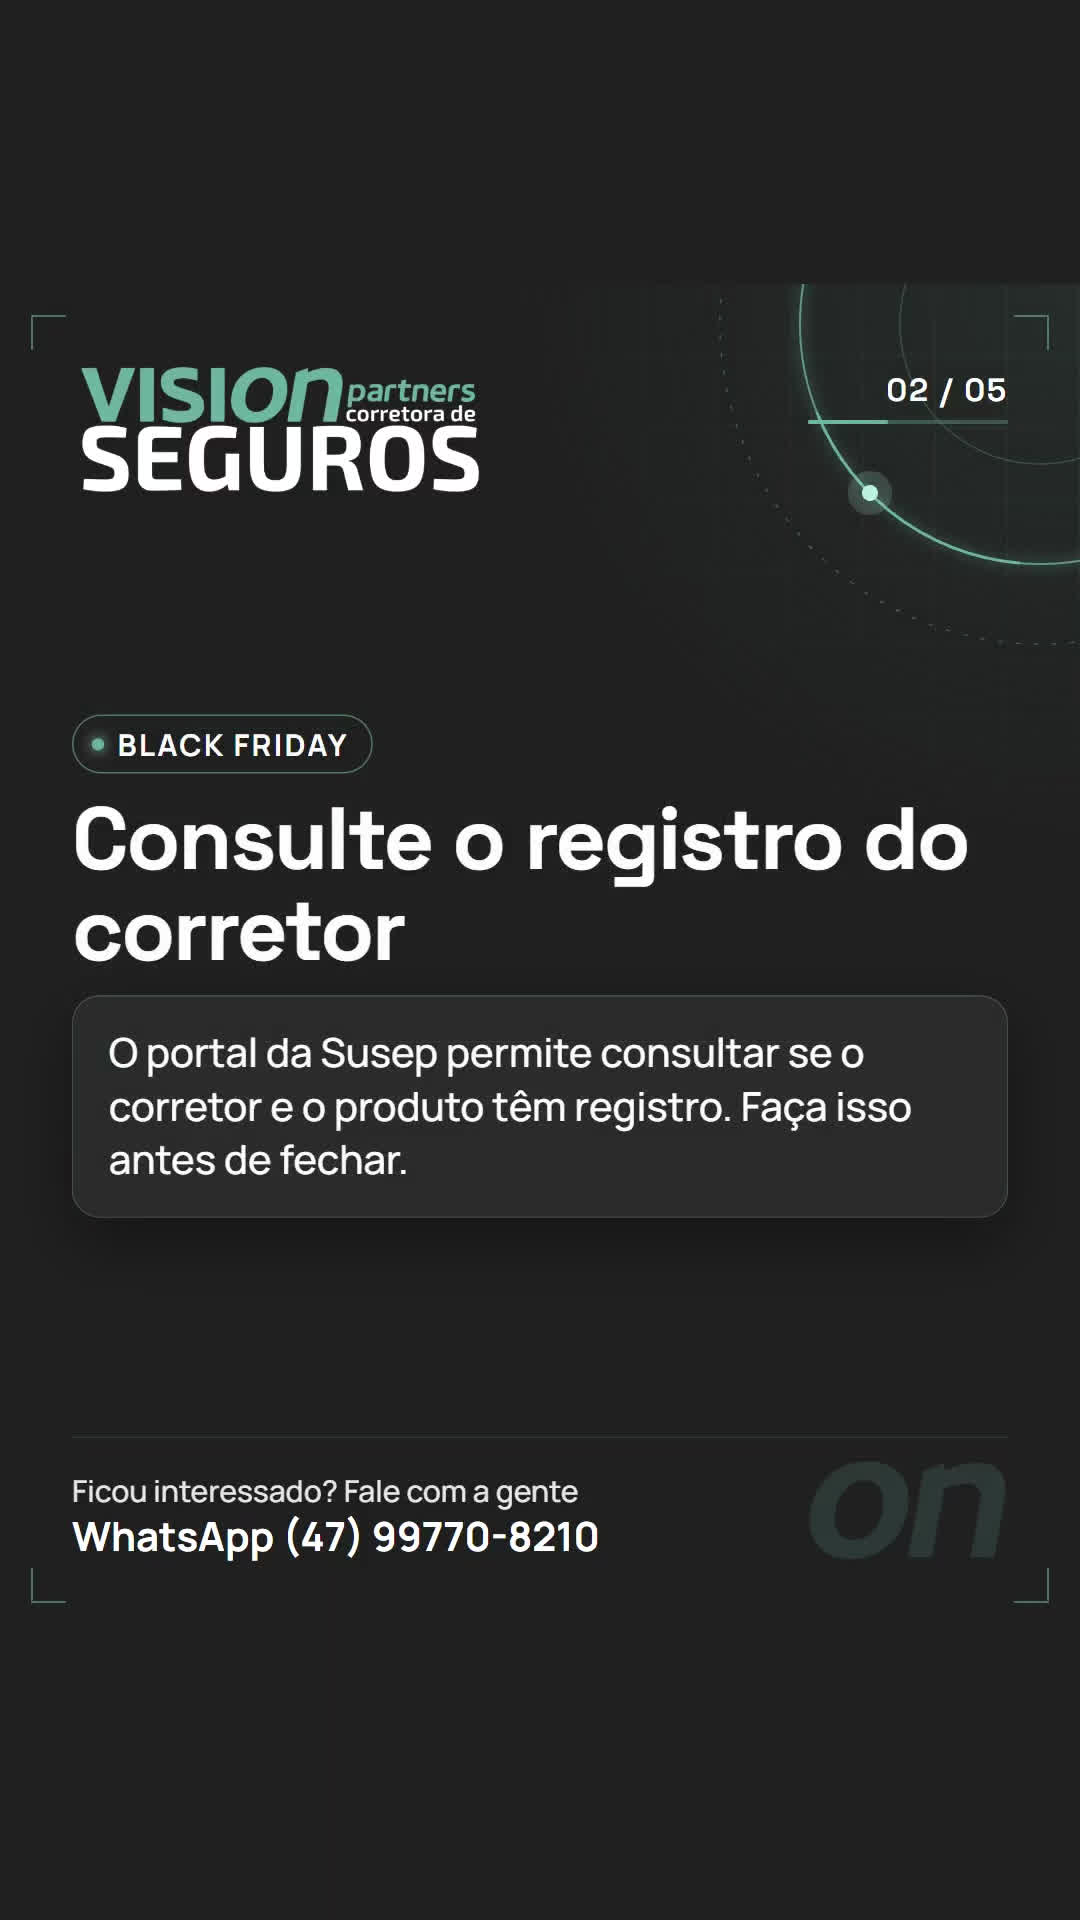 VISIon partners
corretora de
SEGUROS
02 / 05
BLACK FRIDAY
Consulte o registro do
corretor
O portal da Susep permite consultar se o
corretor e o produto têm registro. Faça isso
antes de fechar.
Ficou interessado? Fale com a gente
WhatsApp (47) 99770-8210
on